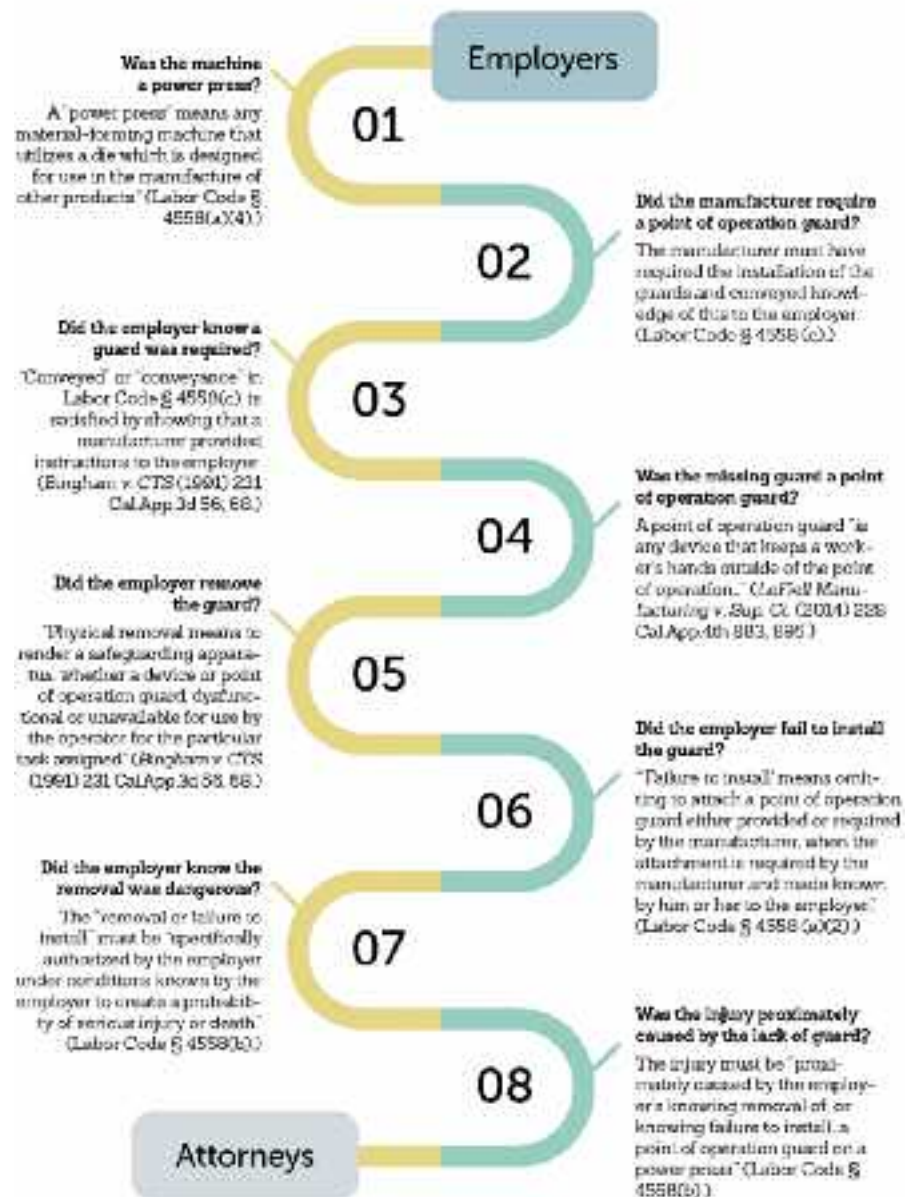 Employers
Was the machine
a power press?
A "power press" means any
material-forming machine that
utilizes a die which is designed
for use in the manufacture of
other products" (Labor Code §
4558(a)(4).)
01
Did the manufacturer require
a point of operation guard?
The manufacturer must have
required the installation of the
guards and conveyed knowl-
edge of this to the employer.
(Labor Code § 4558 (c).)
02
Did the employer know a
guard was required?
"Conveyed" or "conveyance" in
Labor Code § 4558(c) is
satisfied by showing that a
manufacturer provided
instructions to the employer.
(Bingham v. CTS (1991) 231
Cal.App.3d 56, 68.)
03
Was the missing guard a point
of operation guard?
A point of operation guard "is
any device that keeps a work-
er's hands outside of the point
of operation..." (LeFiell Manu-
facturing v. Sup. Ct. (2014) 228
Cal.App.4th 883, 895.)
04
Did the employer remove
the guard?
"Physical removal means to
render a safeguarding appara-
tus, whether a device or point
of operation guard, dysfunc-
tional or unavailable for use by
the operator for the particular
task assigned" (Bingham v. CTS
(1991) 231 Cal.App.3d 56, 68.)
05
Did the employer fail to install
the guard?
"'Failure to install' means omit-
ting to attach a point of operation
guard either provided or required
by the manufacturer, when the
attachment is required by the
manufacturer and made known
by him or her to the employer."
(Labor Code § 4558 (a)(2).)
06
Did the employer know the
removal was dangerous?
The "removal or failure to
install" must be "specifically
authorized by the employer
under conditions known by the
employer to create a probabil-
ity of serious injury or death."
(Labor Code § 4558(b).)
07
Was the injury proximately
caused by the lack of guard?
The injury must be "proxi-
mately caused by the employ-
er's knowing removal of, or
knowing failure to install, a
point of operation guard on a
power press" (Labor Code §
4558(b).)
08
Attorneys